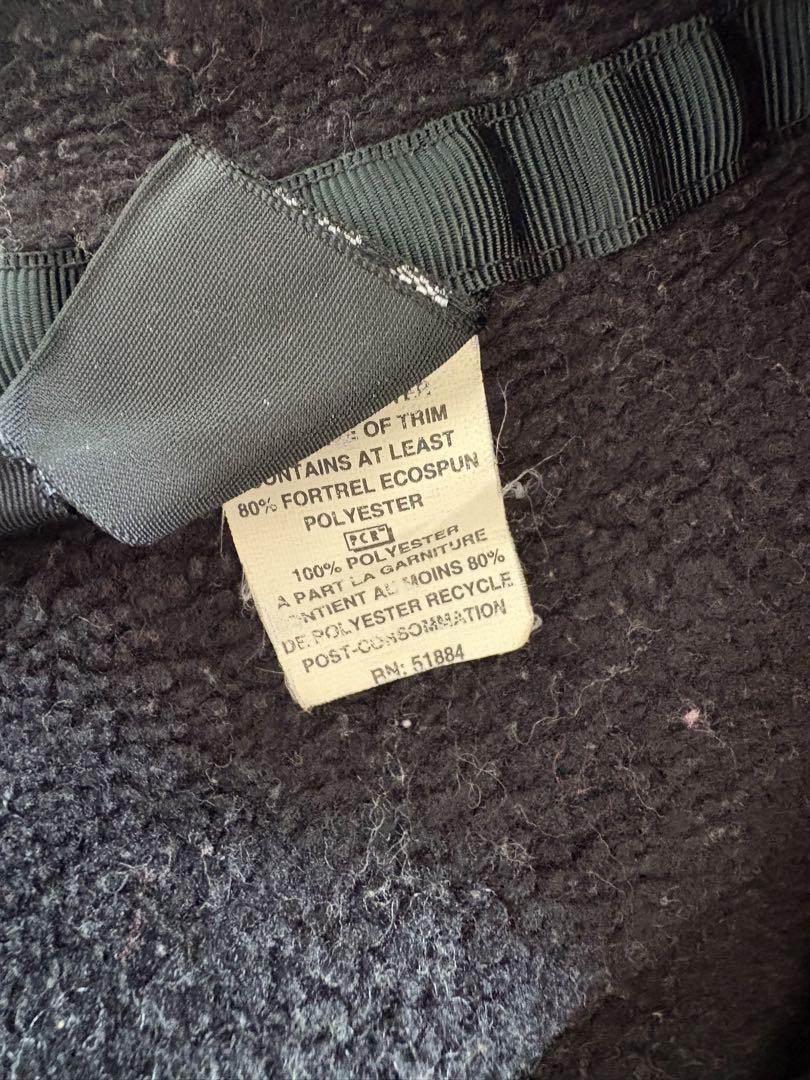 OF TRIM
CONTAINS AT LEAST
80% FORTREL ECOSPUN
POLYESTER
PCR
100% POLYESTER
A PART LA GARNITURE
CONTIENT AU MOINS 80%
DE POLYESTER RECYCLE
POST-CONSOMMATION
RN: 51884